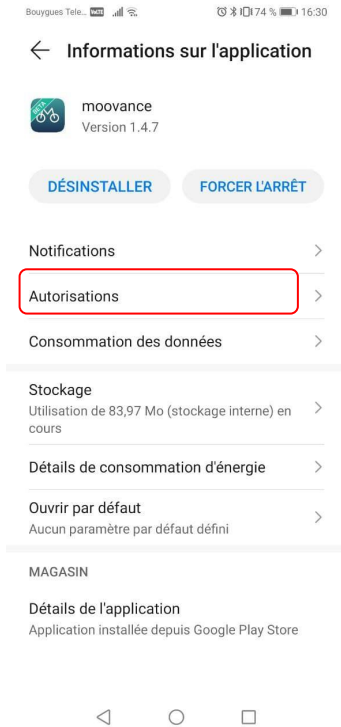 Bouygues Tele... 74 % 16:30
Informations sur l'application
BETA
moovance
Version 1.4.7
DÉSINSTALLER FORCER L'ARRÊT
Notifications
Autorisations
Consommation des données
Stockage
Utilisation de 83,97 Mo (stockage interne) en
cours
Détails de consommation d'énergie
Ouvrir par défaut
Aucun paramètre par défaut défini
MAGASIN
Détails de l'application
Application installée depuis Google Play Store